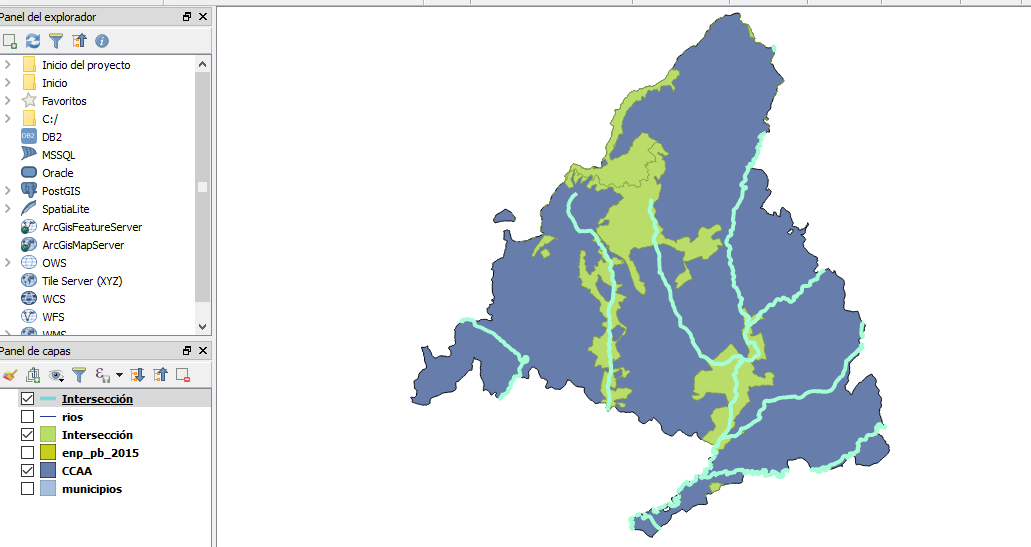 Panel del explorador
Inicio del proyecto
Inicio
Favoritos
C:/
DB2
DB2
MSSQL
Oracle
PostGIS
SpatiaLite
ArcGisFeatureServer
ArcGisMapServer
OWS
Tile Server (XYZ)
WCS
WFS
WMS
Panel de capas
Intersección
rios
Intersección
enp_pb_2015
CCAA
municipios